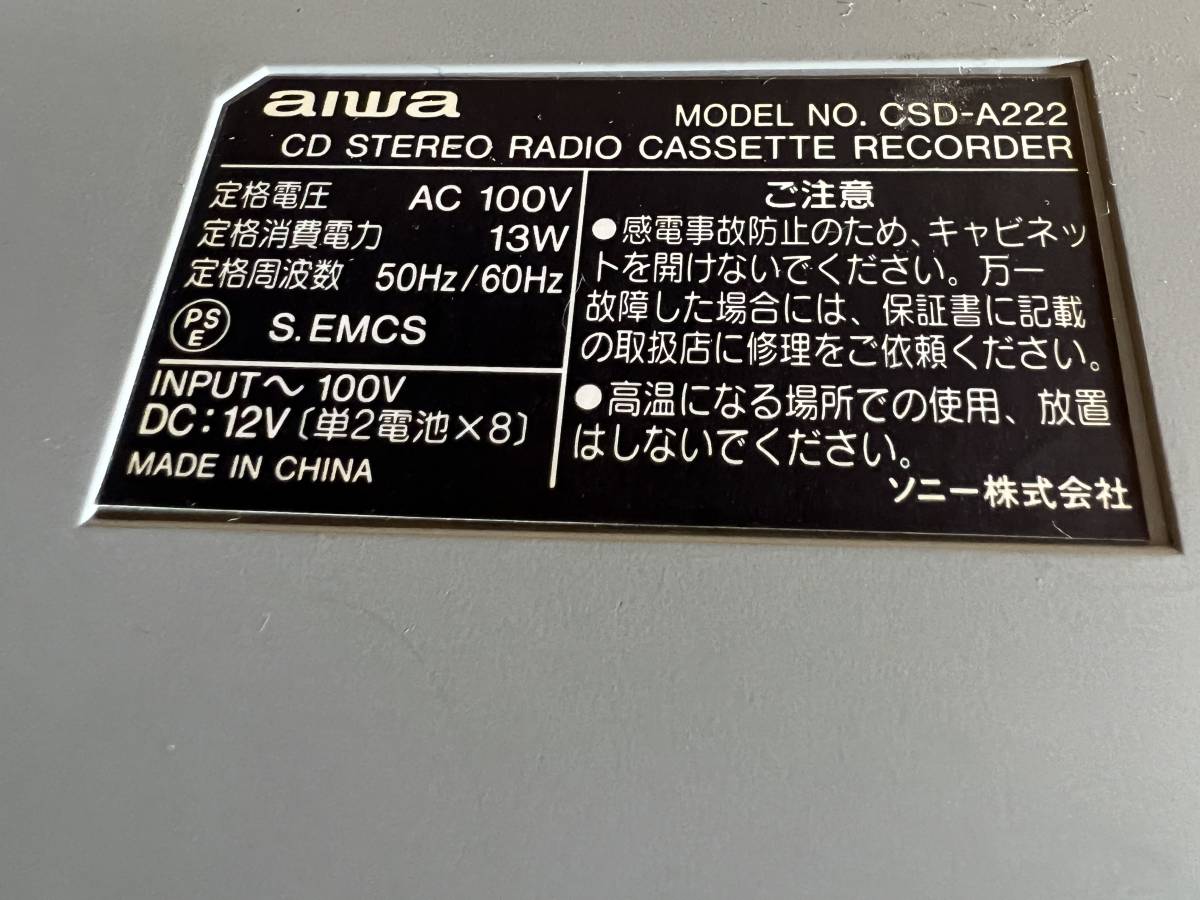 aiwa
MODEL NO. CSD-A222
CD STEREO RADIO CASSETTE RECORDER
定格電圧 AC 100V
定格消費電力 13W
定格周波数 50Hz/60Hz
PSE S.EMCS
INPUT～ 100V
DC：12V〔単2電池×8〕
MADE IN CHINA
ご注意
●感電事故防止のため、キャビネッ
トを開けないでください。万一
故障した場合には、保証書に記載
の取扱店に修理をご依頼ください。
●高温になる場所での使用、放置
はしないでください。
ソニー株式会社